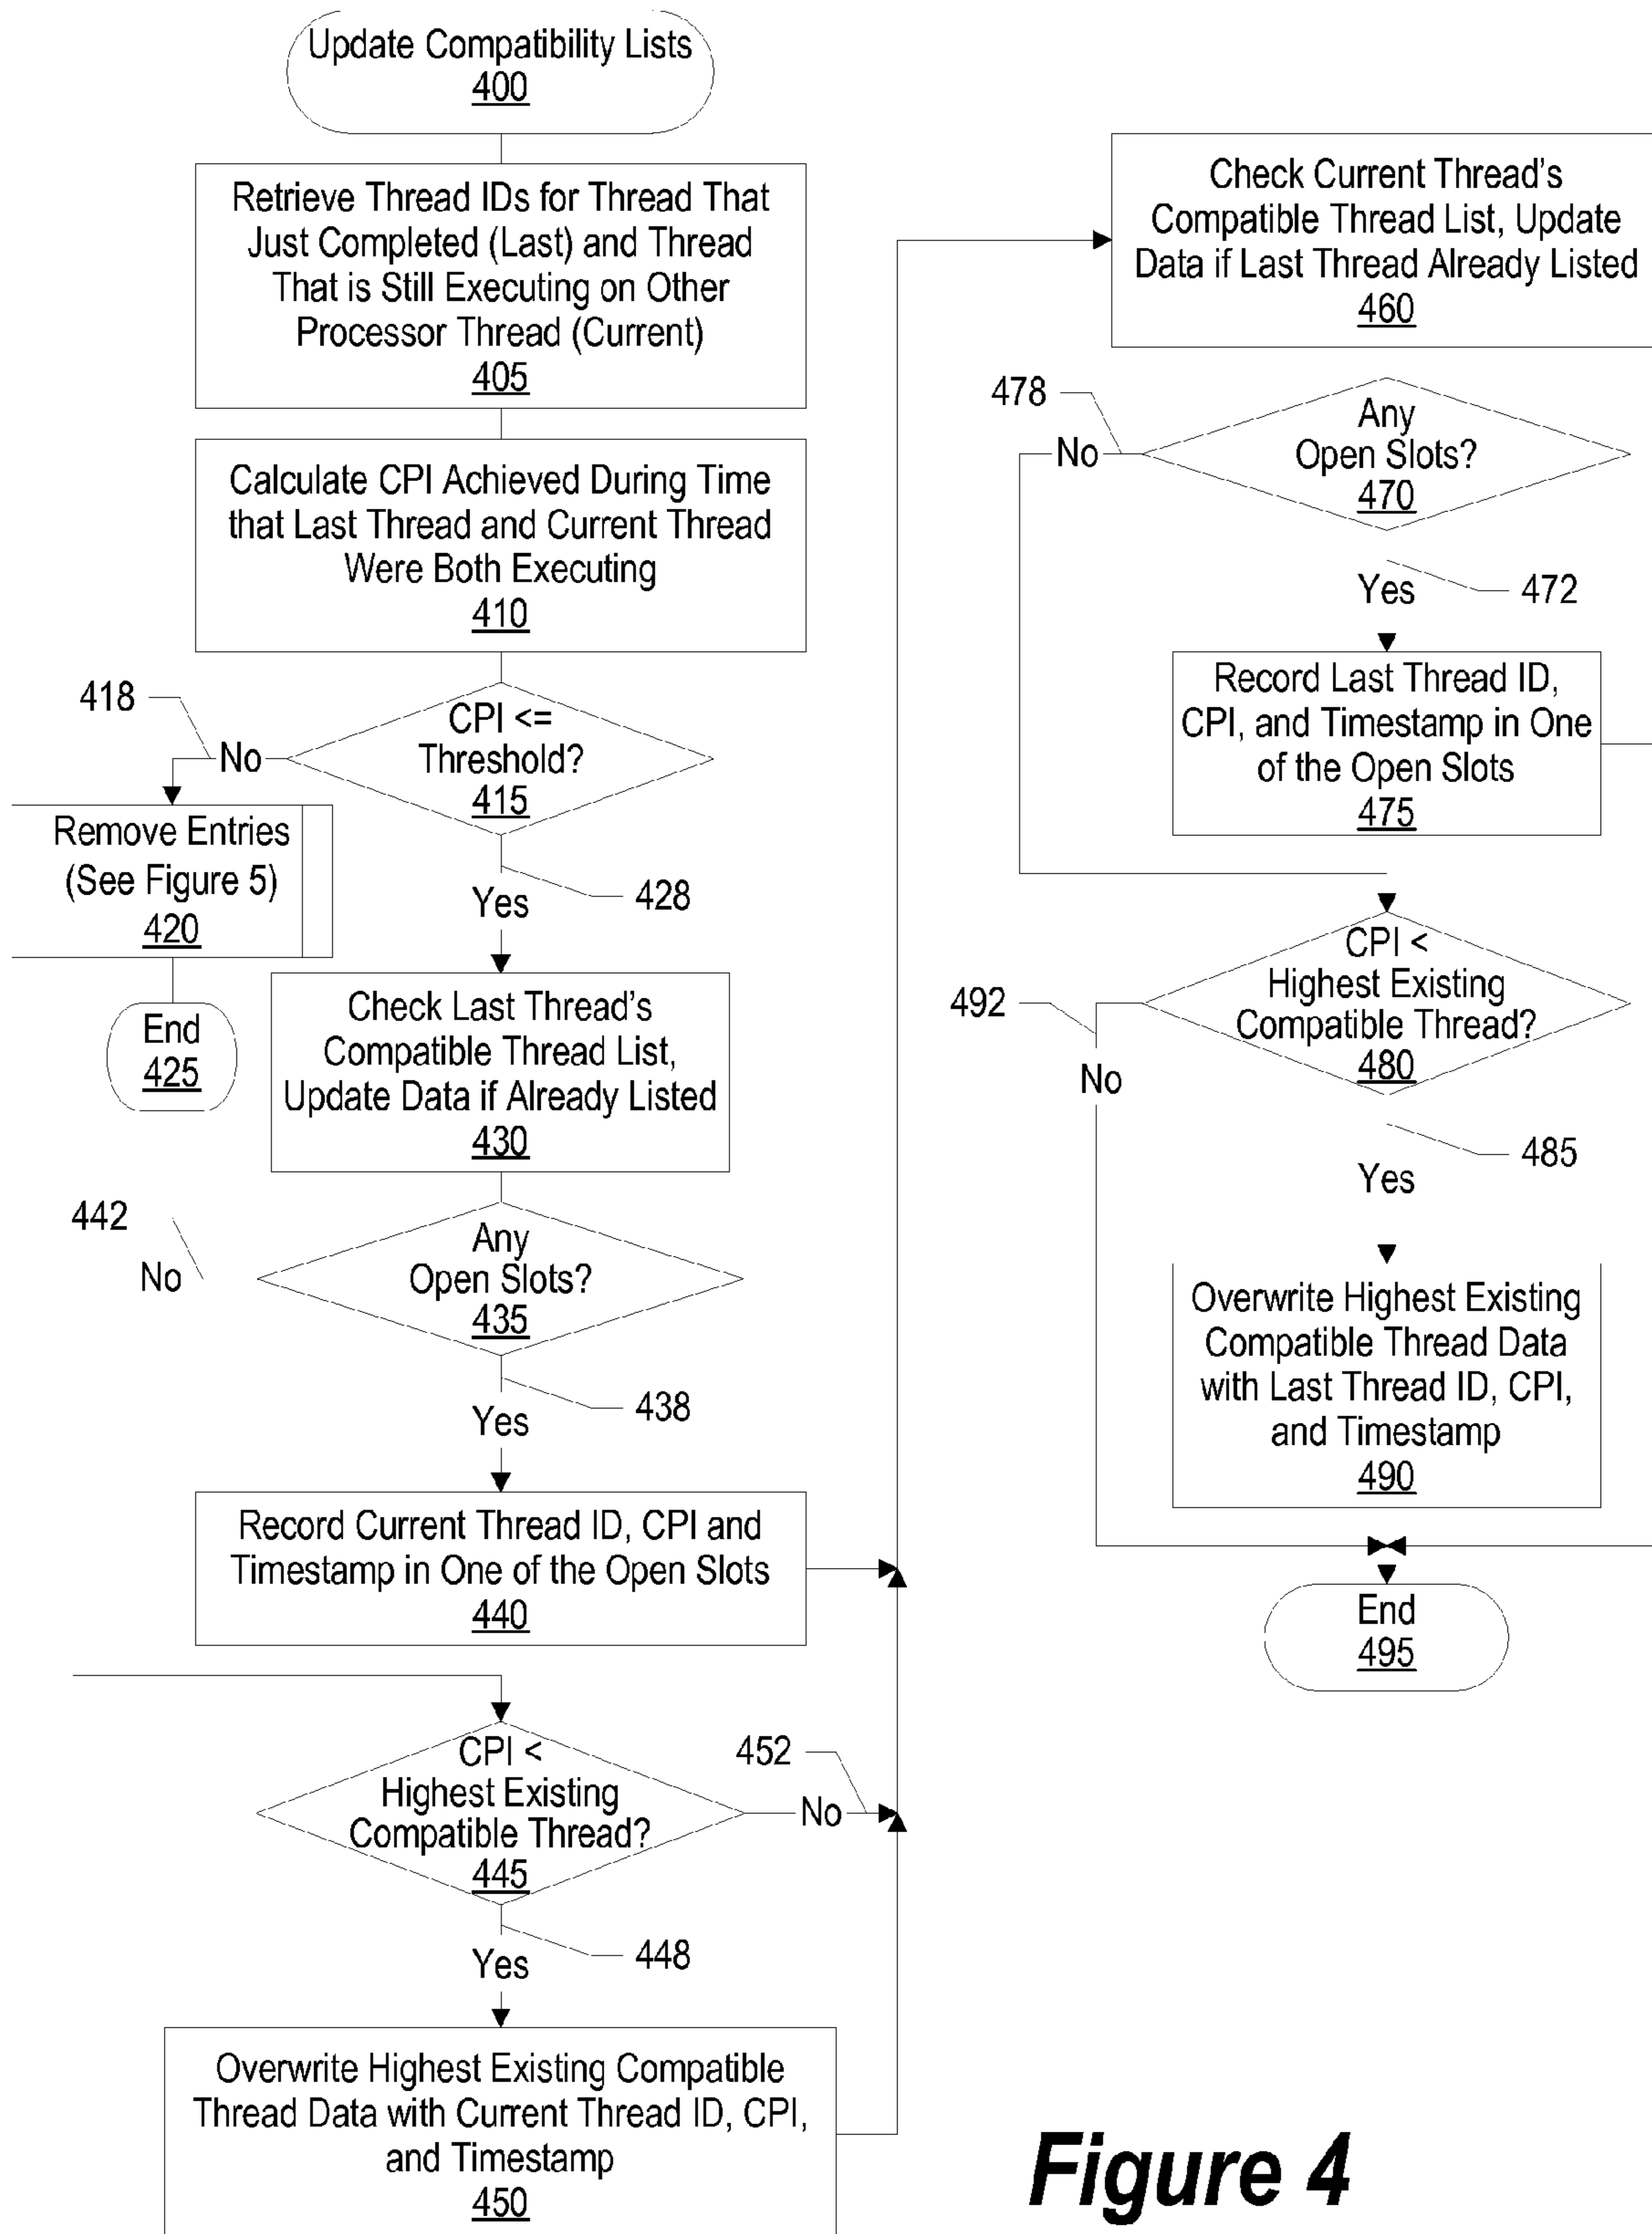 Update Compatibility Lists
400
Retrieve Thread IDs for Thread That
Just Completed (Last) and Thread
That is Still Executing on Other
Processor Thread (Current)
405
Calculate CPI Achieved During Time
that Last Thread and Current Thread
Were Both Executing
410
CPI <=
Threshold?
415
418
No
Remove Entries
(See Figure 5)
420
End
425
428
Yes
Check Last Thread's
Compatible Thread List,
Update Data if Already Listed
430
Any
Open Slots?
435
442
No
438
Yes
Record Current Thread ID, CPI and
Timestamp in One of the Open Slots
440
CPI <
Highest Existing
Compatible Thread?
445
452
No
448
Yes
Overwrite Highest Existing Compatible
Thread Data with Current Thread ID, CPI,
and Timestamp
450
Check Current Thread's
Compatible Thread List, Update
Data if Last Thread Already Listed
460
478
No
Any
Open Slots?
470
472
Yes
Record Last Thread ID,
CPI, and Timestamp in One
of the Open Slots
475
CPI <
Highest Existing
Compatible Thread?
480
492
No
485
Yes
Overwrite Highest Existing
Compatible Thread Data
with Last Thread ID, CPI,
and Timestamp
490
End
495
Figure 4